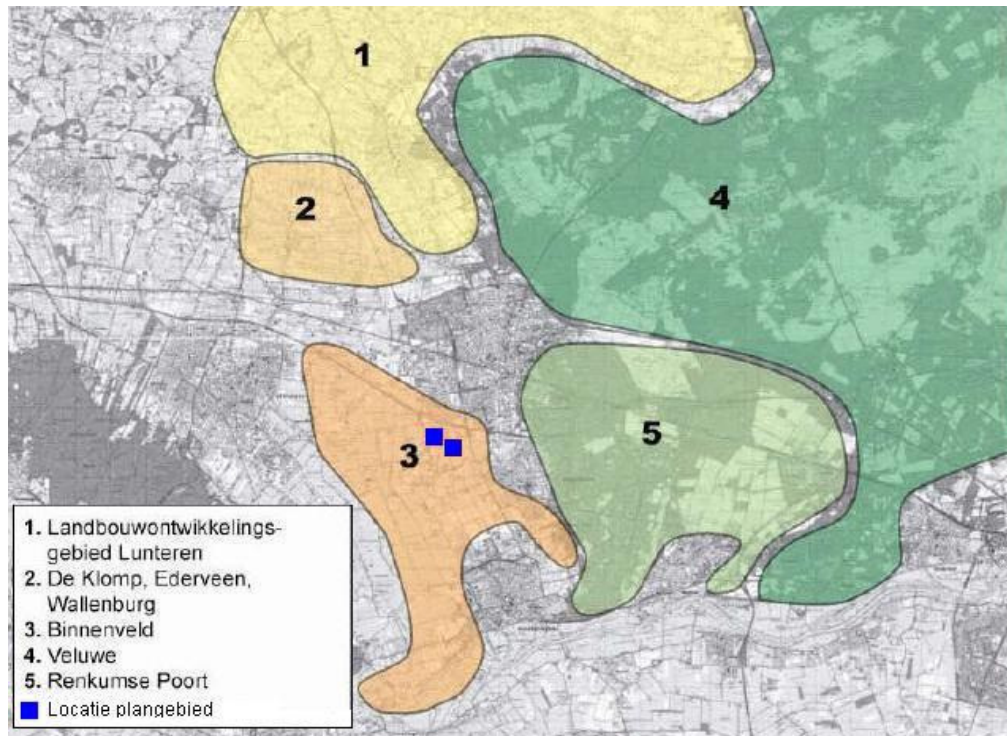 1
2
4
3
5
1. Landbouwontwikkelings-
gebied Lunteren
2. De Klomp, Ederveen,
Wallenburg
3. Binnenveld
4. Veluwe
5. Renkumse Poort
Locatie plangebied